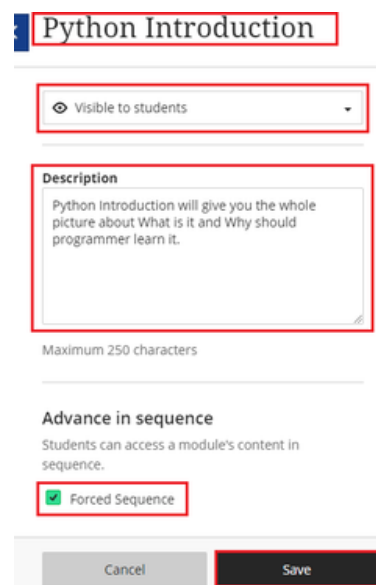 Python Introduction
Visible to students
Description
Python Introduction will give you the whole
picture about What is it and Why should
programmer learn it.
Maximum 250 characters
Advance in sequence
Students can access a module's content in
sequence.
Forced Sequence
Cancel
Save